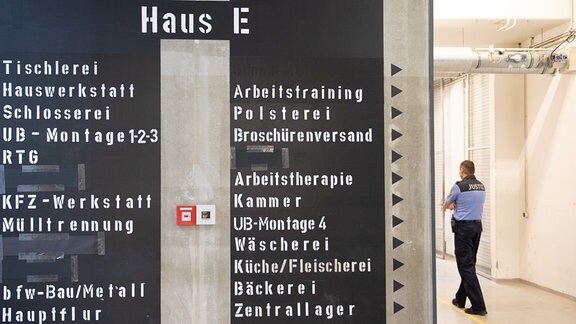 Haus E
Tischlerei
Hauswerkstatt
Schlosserei
UB - Montage 1-2-3
RTG
KFZ - Werkstatt
Mülltrennung
bfw-Bau/Metall
Hauptflur
Arbeitstraining
Polsterei
Broschürenversand
Arbeitstherapie
Kammer
UB-Montage 4
Wäscherei
Küche/Fleischerei
Bäckerei
Zentrallager
JUSTIZ